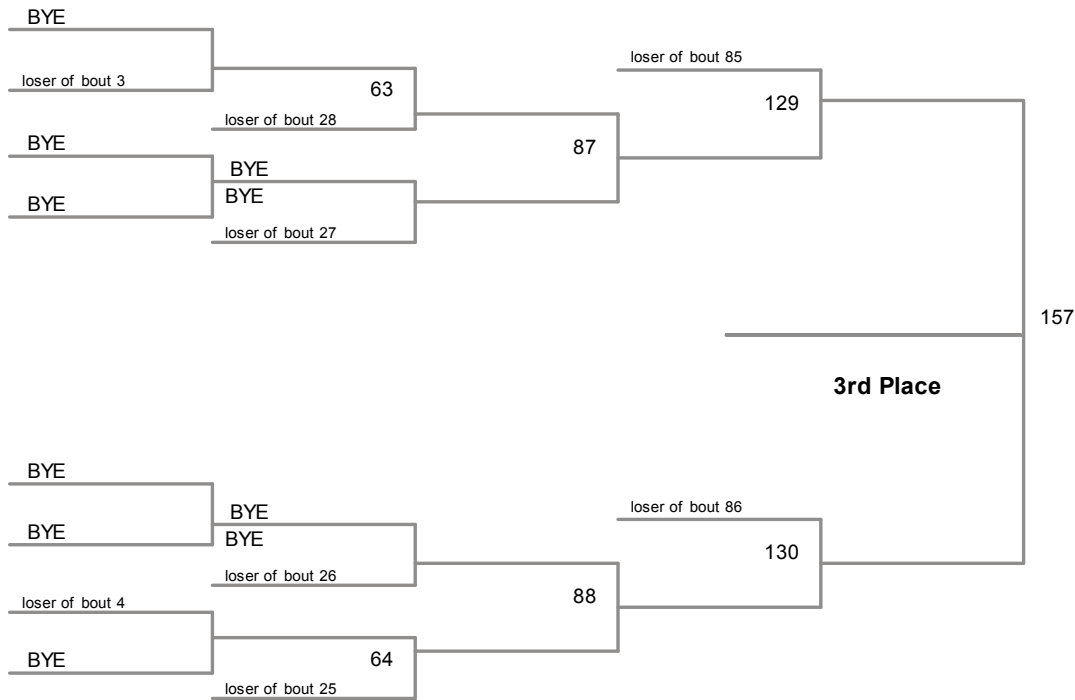 BYE
loser of bout 85
loser of bout 3
63
129
loser of bout 28
BYE
87
BYE
BYE
BYE
loser of bout 27
157
3rd Place
BYE
loser of bout 86
BYE
BYE
BYE
130
loser of bout 26
88
loser of bout 4
BYE
64
loser of bout 25